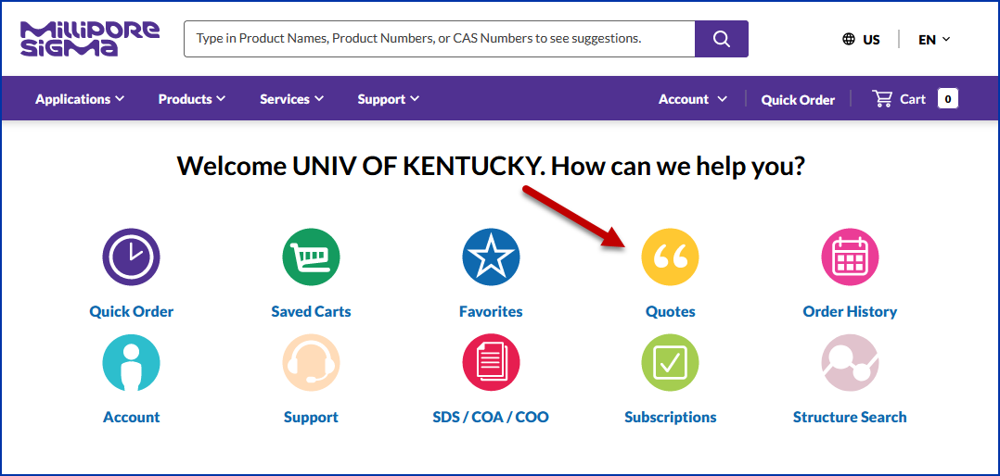 MilliporE
SiGMa
Type in Product Names, Product Numbers, or CAS Numbers to see suggestions.
US
EN
Applications
Products
Services
Support
Account
Quick Order
Cart
0
Welcome UNIV OF KENTUCKY. How can we help you?
Quick Order
Saved Carts
Favorites
Quotes
Order History
Account
Support
SDS / COA / COO
Subscriptions
Structure Search